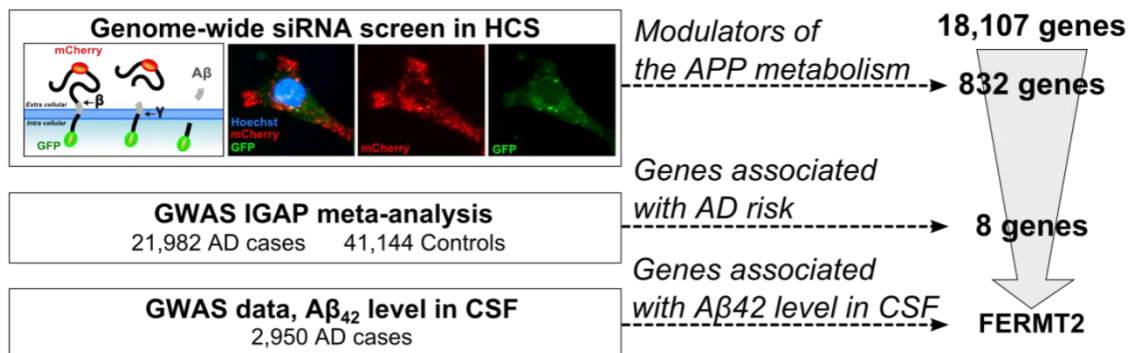 Genome-wide siRNA screen in HCS
mCherry
Aβ
Extra cellular
←β
Intra cellular
←γ
GFP
Hoechst
mCherry
GFP
mCherry
GFP
Modulators of
the APP metabolism
18,107 genes
832 genes
GWAS IGAP meta-analysis
21,982 AD cases 41,144 Controls
Genes associated
with AD risk
8 genes
GWAS data, Aβ42 level in CSF
2,950 AD cases
Genes associated
with Aβ42 level in CSF
FERMT2